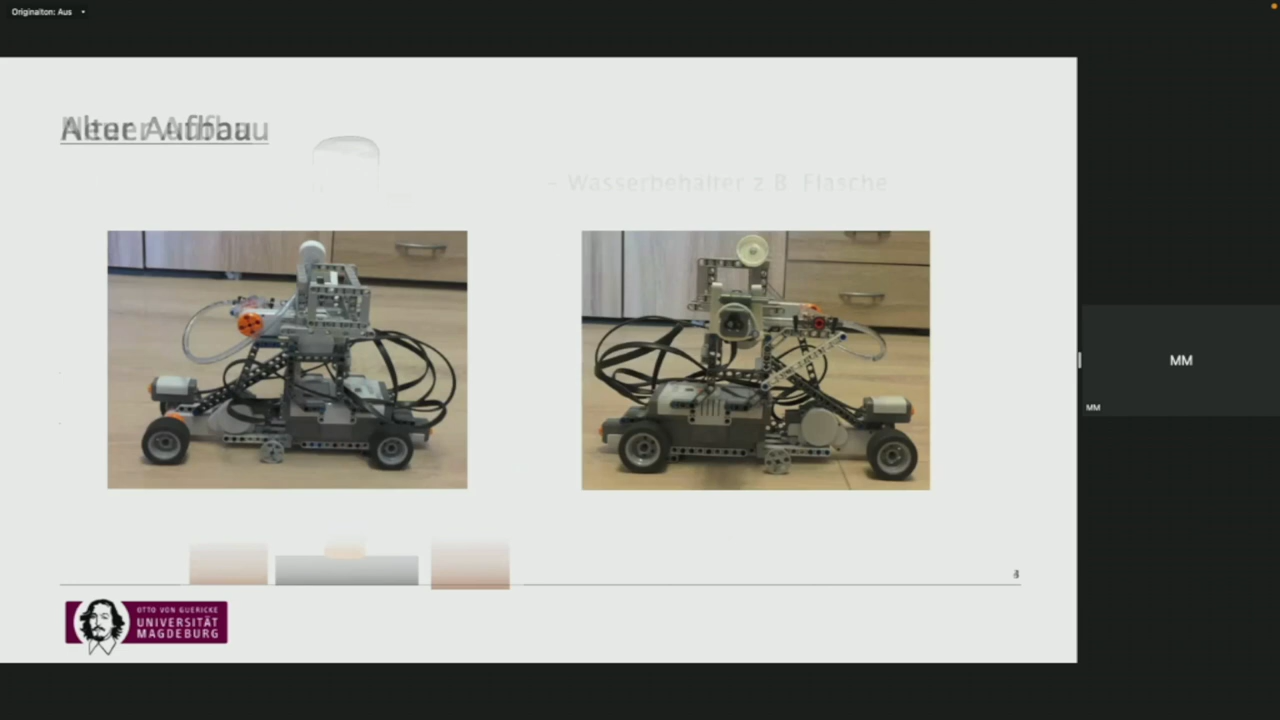 Originalton: Aus
Alter Aufbau
- Wasserbehälter z.B. Flasche
MM
MM
OTTO VON GUERICKE
UNIVERSITÄT
MAGDEBURG